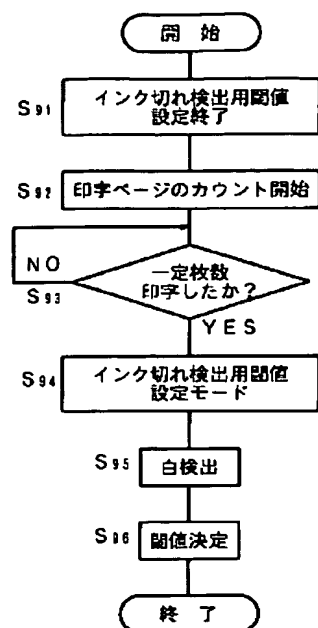 開 始
S91
インク切れ検出用閾値
設定終了
S92
印字ページのカウント開始
NO
一定枚数
印字したか?
S93
YES
S94
インク切れ検出用閾値
設定モード
S95
白検出
S96
閾値決定
終 了